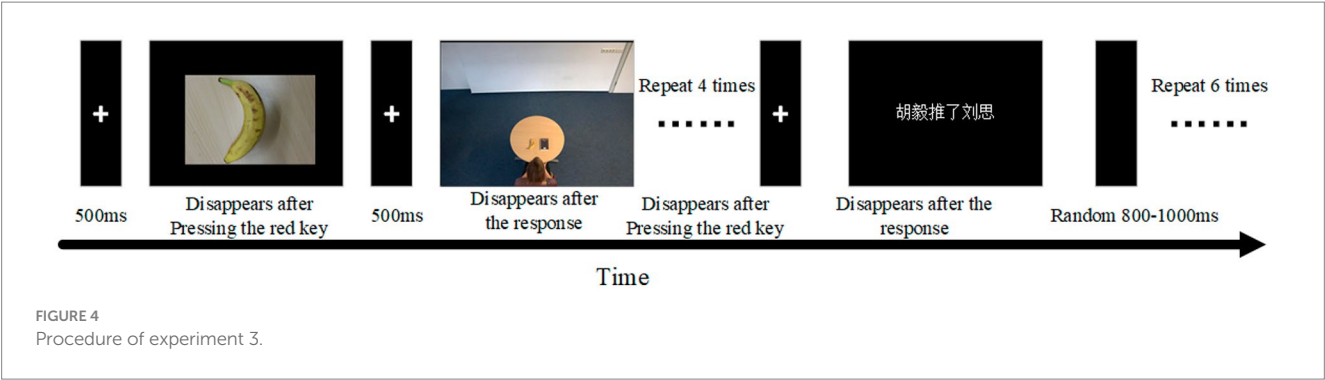 +
+
Repeat 4 times
......
+
胡毅推了刘思
Repeat 6 times
......
500ms
Disappears after
Pressing the red key
500ms
Disappears after
the response
Disappears after
Pressing the red key
Disappears after the
response
Random 800-1000ms
Time
FIGURE 4
Procedure of experiment 3.